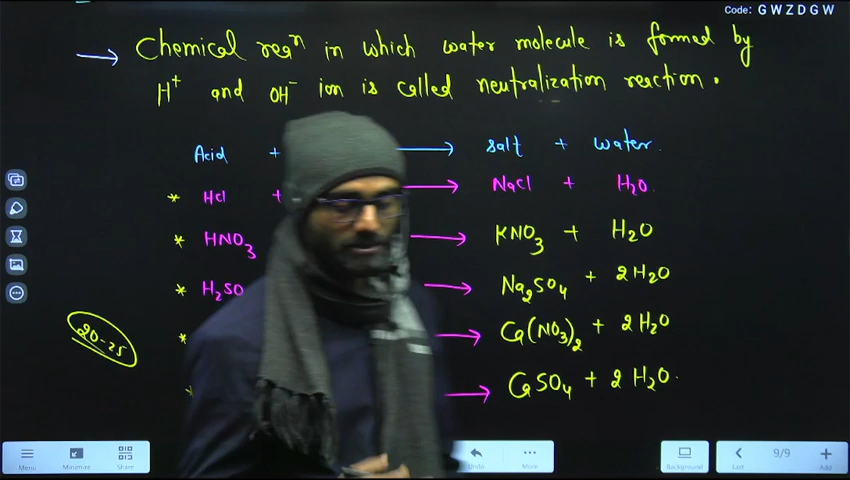 Code: GWZDGW
→ Chemical reaⁿ in which water molecule is formed by
H⁺ and OH⁻ ion is called neutralization reaction.
Acid + → salt + water.
* HCl + → NaCl + H₂O.
* HNO₃ → KNO₃ + H₂O
* H₂SO → Na₂SO₄ + 2H₂O
* → Ca(NO₃)₂ + 2H₂O
20-25
* → CaSO₄ + 2H₂O.
Menu Minimize Share Undo More Background Last 9/9 Add